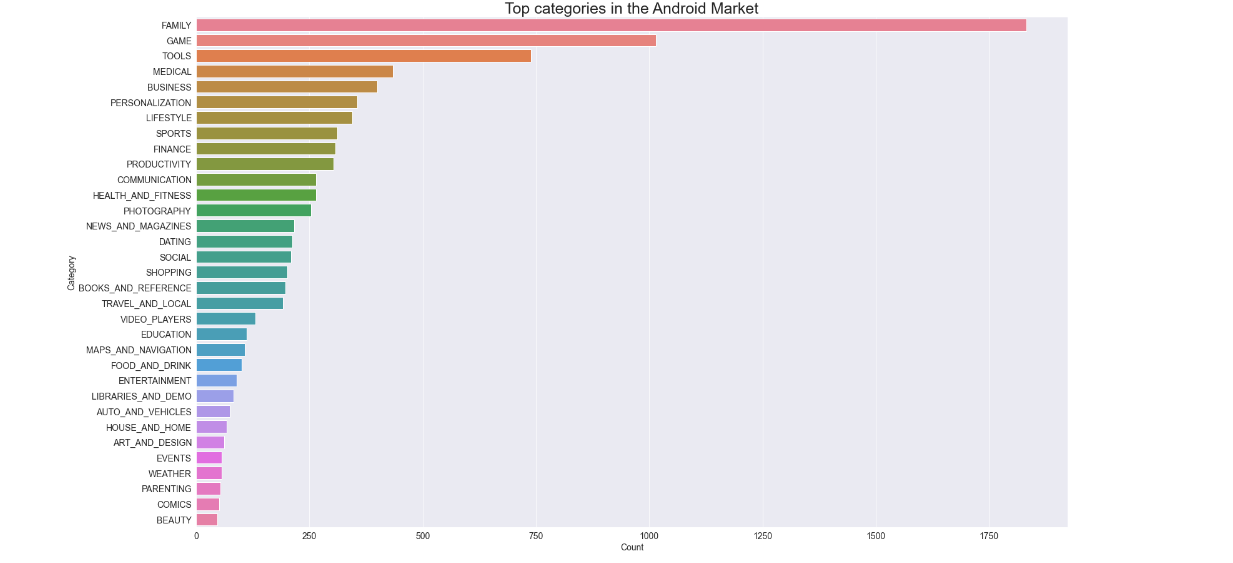 Top categories in the Android Market
Category
FAMILY
GAME
TOOLS
MEDICAL
BUSINESS
PERSONALIZATION
LIFESTYLE
SPORTS
FINANCE
PRODUCTIVITY
COMMUNICATION
HEALTH_AND_FITNESS
PHOTOGRAPHY
NEWS_AND_MAGAZINES
DATING
SOCIAL
SHOPPING
BOOKS_AND_REFERENCE
TRAVEL_AND_LOCAL
VIDEO_PLAYERS
EDUCATION
MAPS_AND_NAVIGATION
FOOD_AND_DRINK
ENTERTAINMENT
LIBRARIES_AND_DEMO
AUTO_AND_VEHICLES
HOUSE_AND_HOME
ART_AND_DESIGN
EVENTS
WEATHER
PARENTING
COMICS
BEAUTY
0 250 500 750 1000 1250 1500 1750
Count